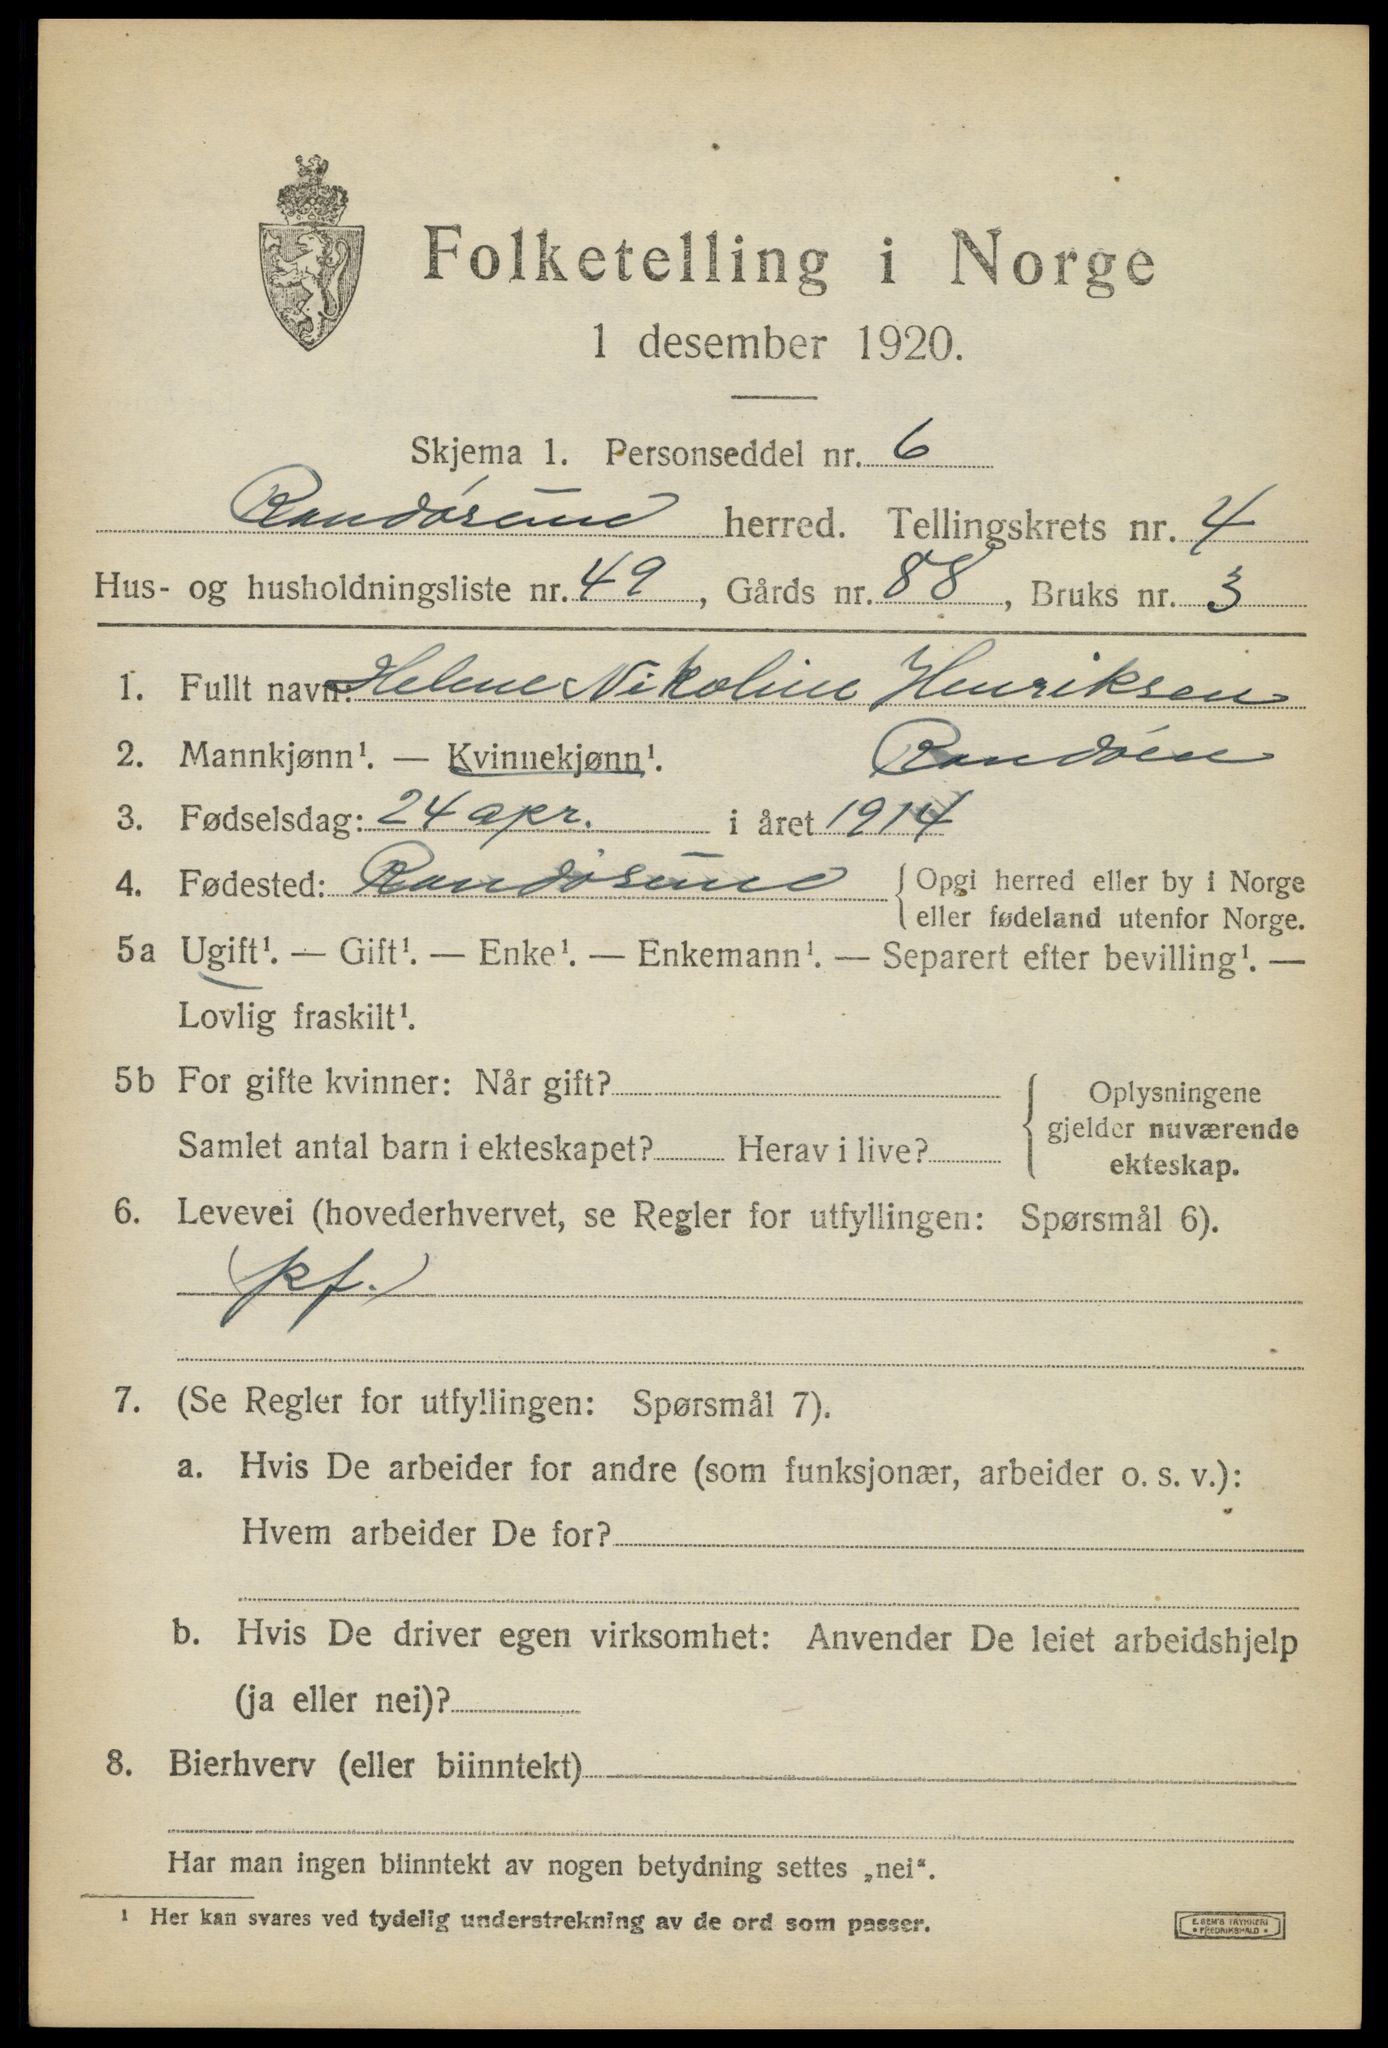 Folketelling i Norge
1 desember 1920.
Skjema 1. Personseddel nr. 6
Randøsund herred. Tellingskrets nr. 4
Hus- og husholdningsliste nr. 49, Gårds nr. 88, Bruks nr. 3
1. Fullt navn: Helene Nikoline Henriksen
2. Mannkjønn¹. — Kvinnekjønn¹. Randøen
3. Fødselsdag: 24 apr. i året 1914
4. Fødested: Randøsund { Opgi herred eller by i Norge
eller fødeland utenfor Norge.
5a Ugift¹. — Gift¹. — Enke¹. — Enkemann¹. — Separert efter bevilling¹. —
Lovlig fraskilt¹.
5b For gifte kvinner: Når gift? { Oplysningene
gjelder nuværende
Samlet antal barn i ekteskapet? Herav i live? ekteskap.
6. Levevei (hovederhvervet, se Regler for utfyllingen: Spørsmål 6).
(pf.)
7. (Se Regler for utfyllingen: Spørsmål 7).
a. Hvis De arbeider for andre (som funksjonær, arbeider o. s. v.):
Hvem arbeider De for?
b. Hvis De driver egen virksomhet: Anvender De leiet arbeidshjelp
(ja eller nei)?
8. Bierhverv (eller biinntekt)
Har man ingen biinntekt av nogen betydning settes „nei“.
¹ Her kan svares ved tydelig understrekning av de ord som passer.
E. SEM'S TRYKKERI
* FREDRIKSHALD *